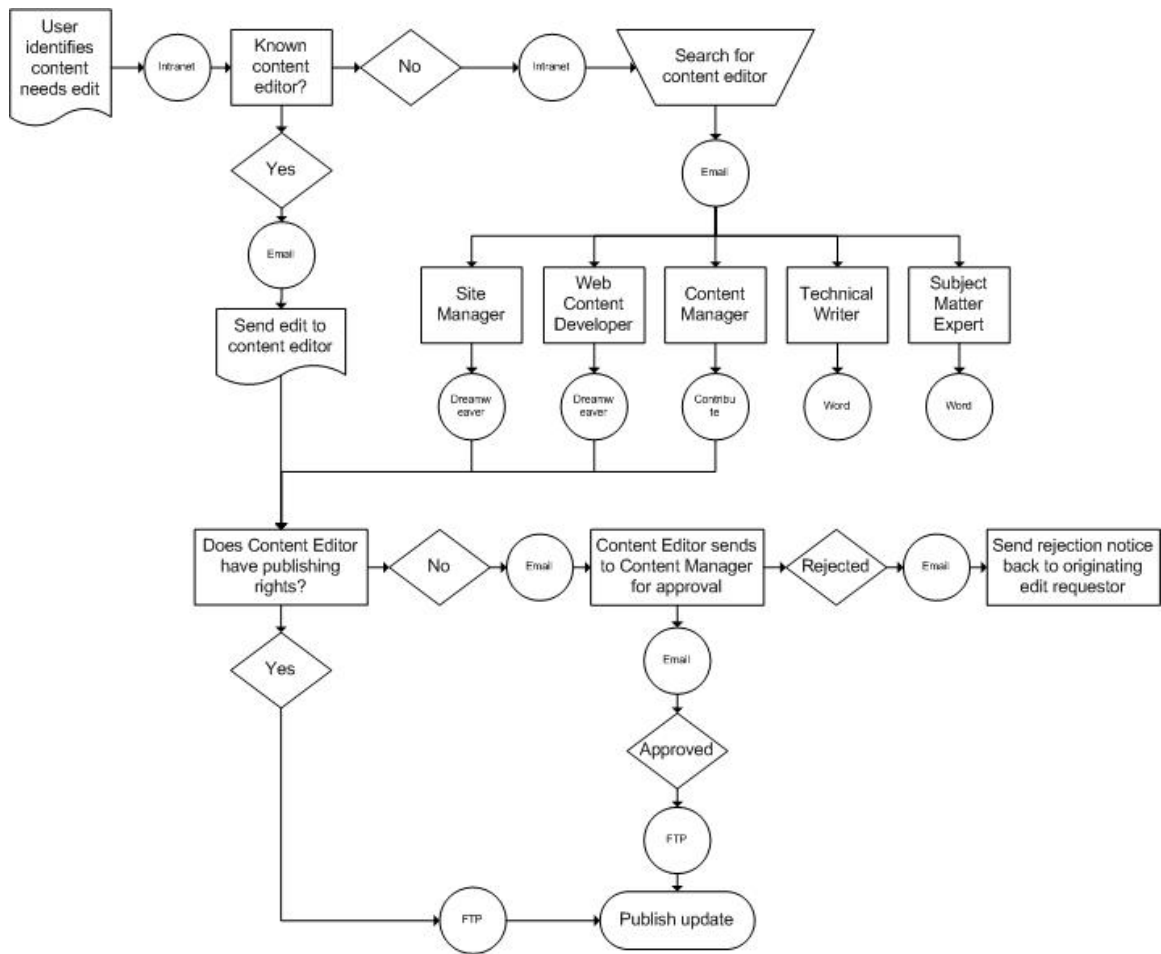 User
identifies
content
needs edit
Intranet
Known
content
editor?
No
Intranet
Search for
content editor
Yes
Email
Email
Send edit to
content editor
Site
Manager
Web
Content
Developer
Content
Manager
Technical
Writer
Subject
Matter
Expert
Dreamw
eaver
Dreamw
eaver
Contribu
te
Word
Word
Does Content Editor
have publishing
rights?
No
Email
Content Editor sends
to Content Manager
for approval
Rejected
Email
Send rejection notice
back to originating
edit requestor
Yes
Email
Approved
FTP
FTP
Publish update